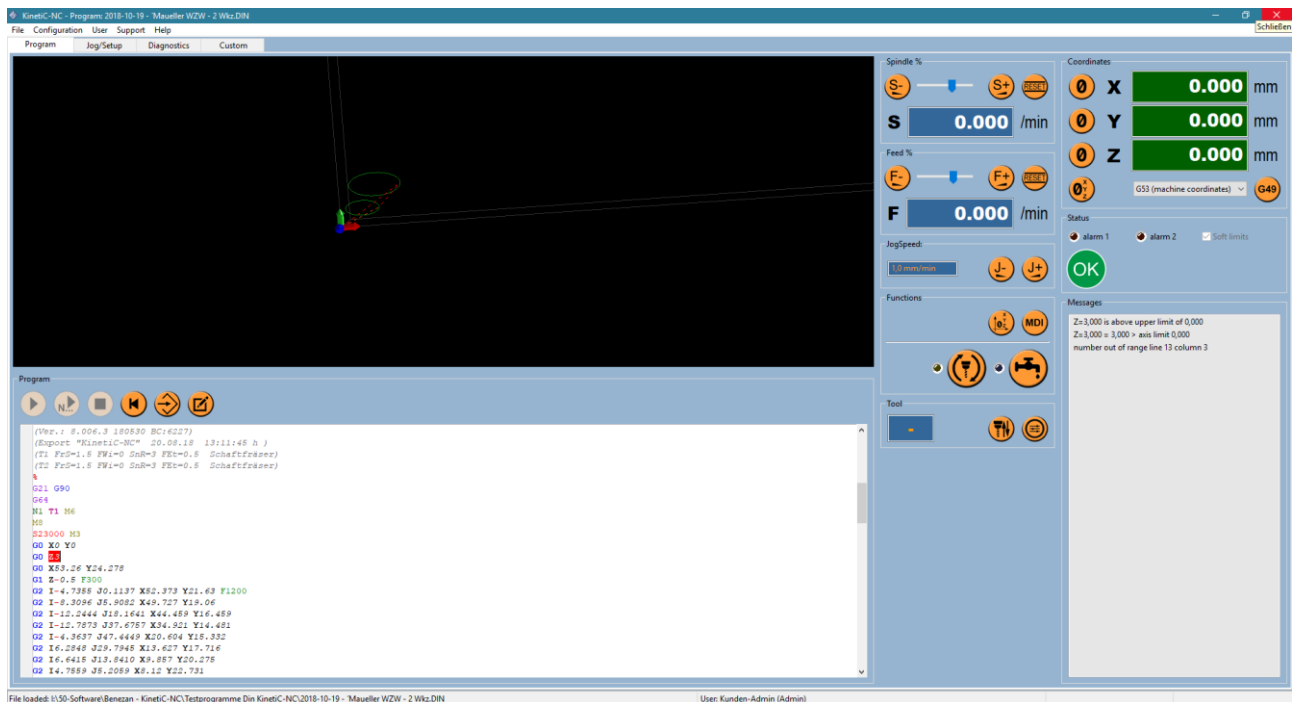 KinetiC-NC - Program: 2018-10-19 - 'Maueller WZW - 2 Wkz.DIN
File Configuration User Support Help
Schließen
Program Jog/Setup Diagnostics Custom
Spindle %
S- S+ RESET
S 0.000 /min
Feed %
F- F+ RESET
F 0.000 /min
JogSpeed:
1,0 mm/min J- J+
Functions
MDI
Tool
-
Coordinates
0 X 0.000 mm
0 Y 0.000 mm
0 Z 0.000 mm
0 X Y Z G53 (machine coordinates) G49
Status
alarm 1 alarm 2 Soft limits
OK
Messages
Z=3,000 is above upper limit of 0,000
Z=3,000 = 3,000 > axis limit 0,000
number out of range line 13 column 3
Program
N...
(Ver.: 8.006.3 180530 BC:6227)
(Export "KinetiC-NC" 20.08.18 13:11:45 h )
(T1 FrS=1.5 FWi=0 SnR=3 FEt=0.5 Schaftfräser)
(T2 FrS=1.5 FWi=0 SnR=3 FEt=0.5 Schaftfräser)
%
G21 G90
G64
N1 T1 M6
M8
S23000 M3
G0 X0 Y0
G0 Z3
G0 X53.26 Y24.278
G1 Z-0.5 F300
G2 I-4.7355 J0.1137 X52.373 Y21.63 F1200
G2 I-8.3096 J5.9082 X49.727 Y19.06
G2 I-12.2444 J18.1641 X44.459 Y16.459
G2 I-12.7873 J37.6757 X34.921 Y14.481
G2 I-4.3637 J47.4449 X20.604 Y15.332
G2 I6.2848 J29.7945 X13.627 Y17.716
G2 I6.6415 J13.8410 X9.857 Y20.275
G2 I4.7559 J5.2059 X8.12 Y22.731
File loaded: I:\50-Software\Benezan - KinetiC-NC\Testprogramme Din KinetiC-NC\2018-10-19 - 'Maueller WZW - 2 Wkz.DIN
User: Kunden-Admin (Admin)